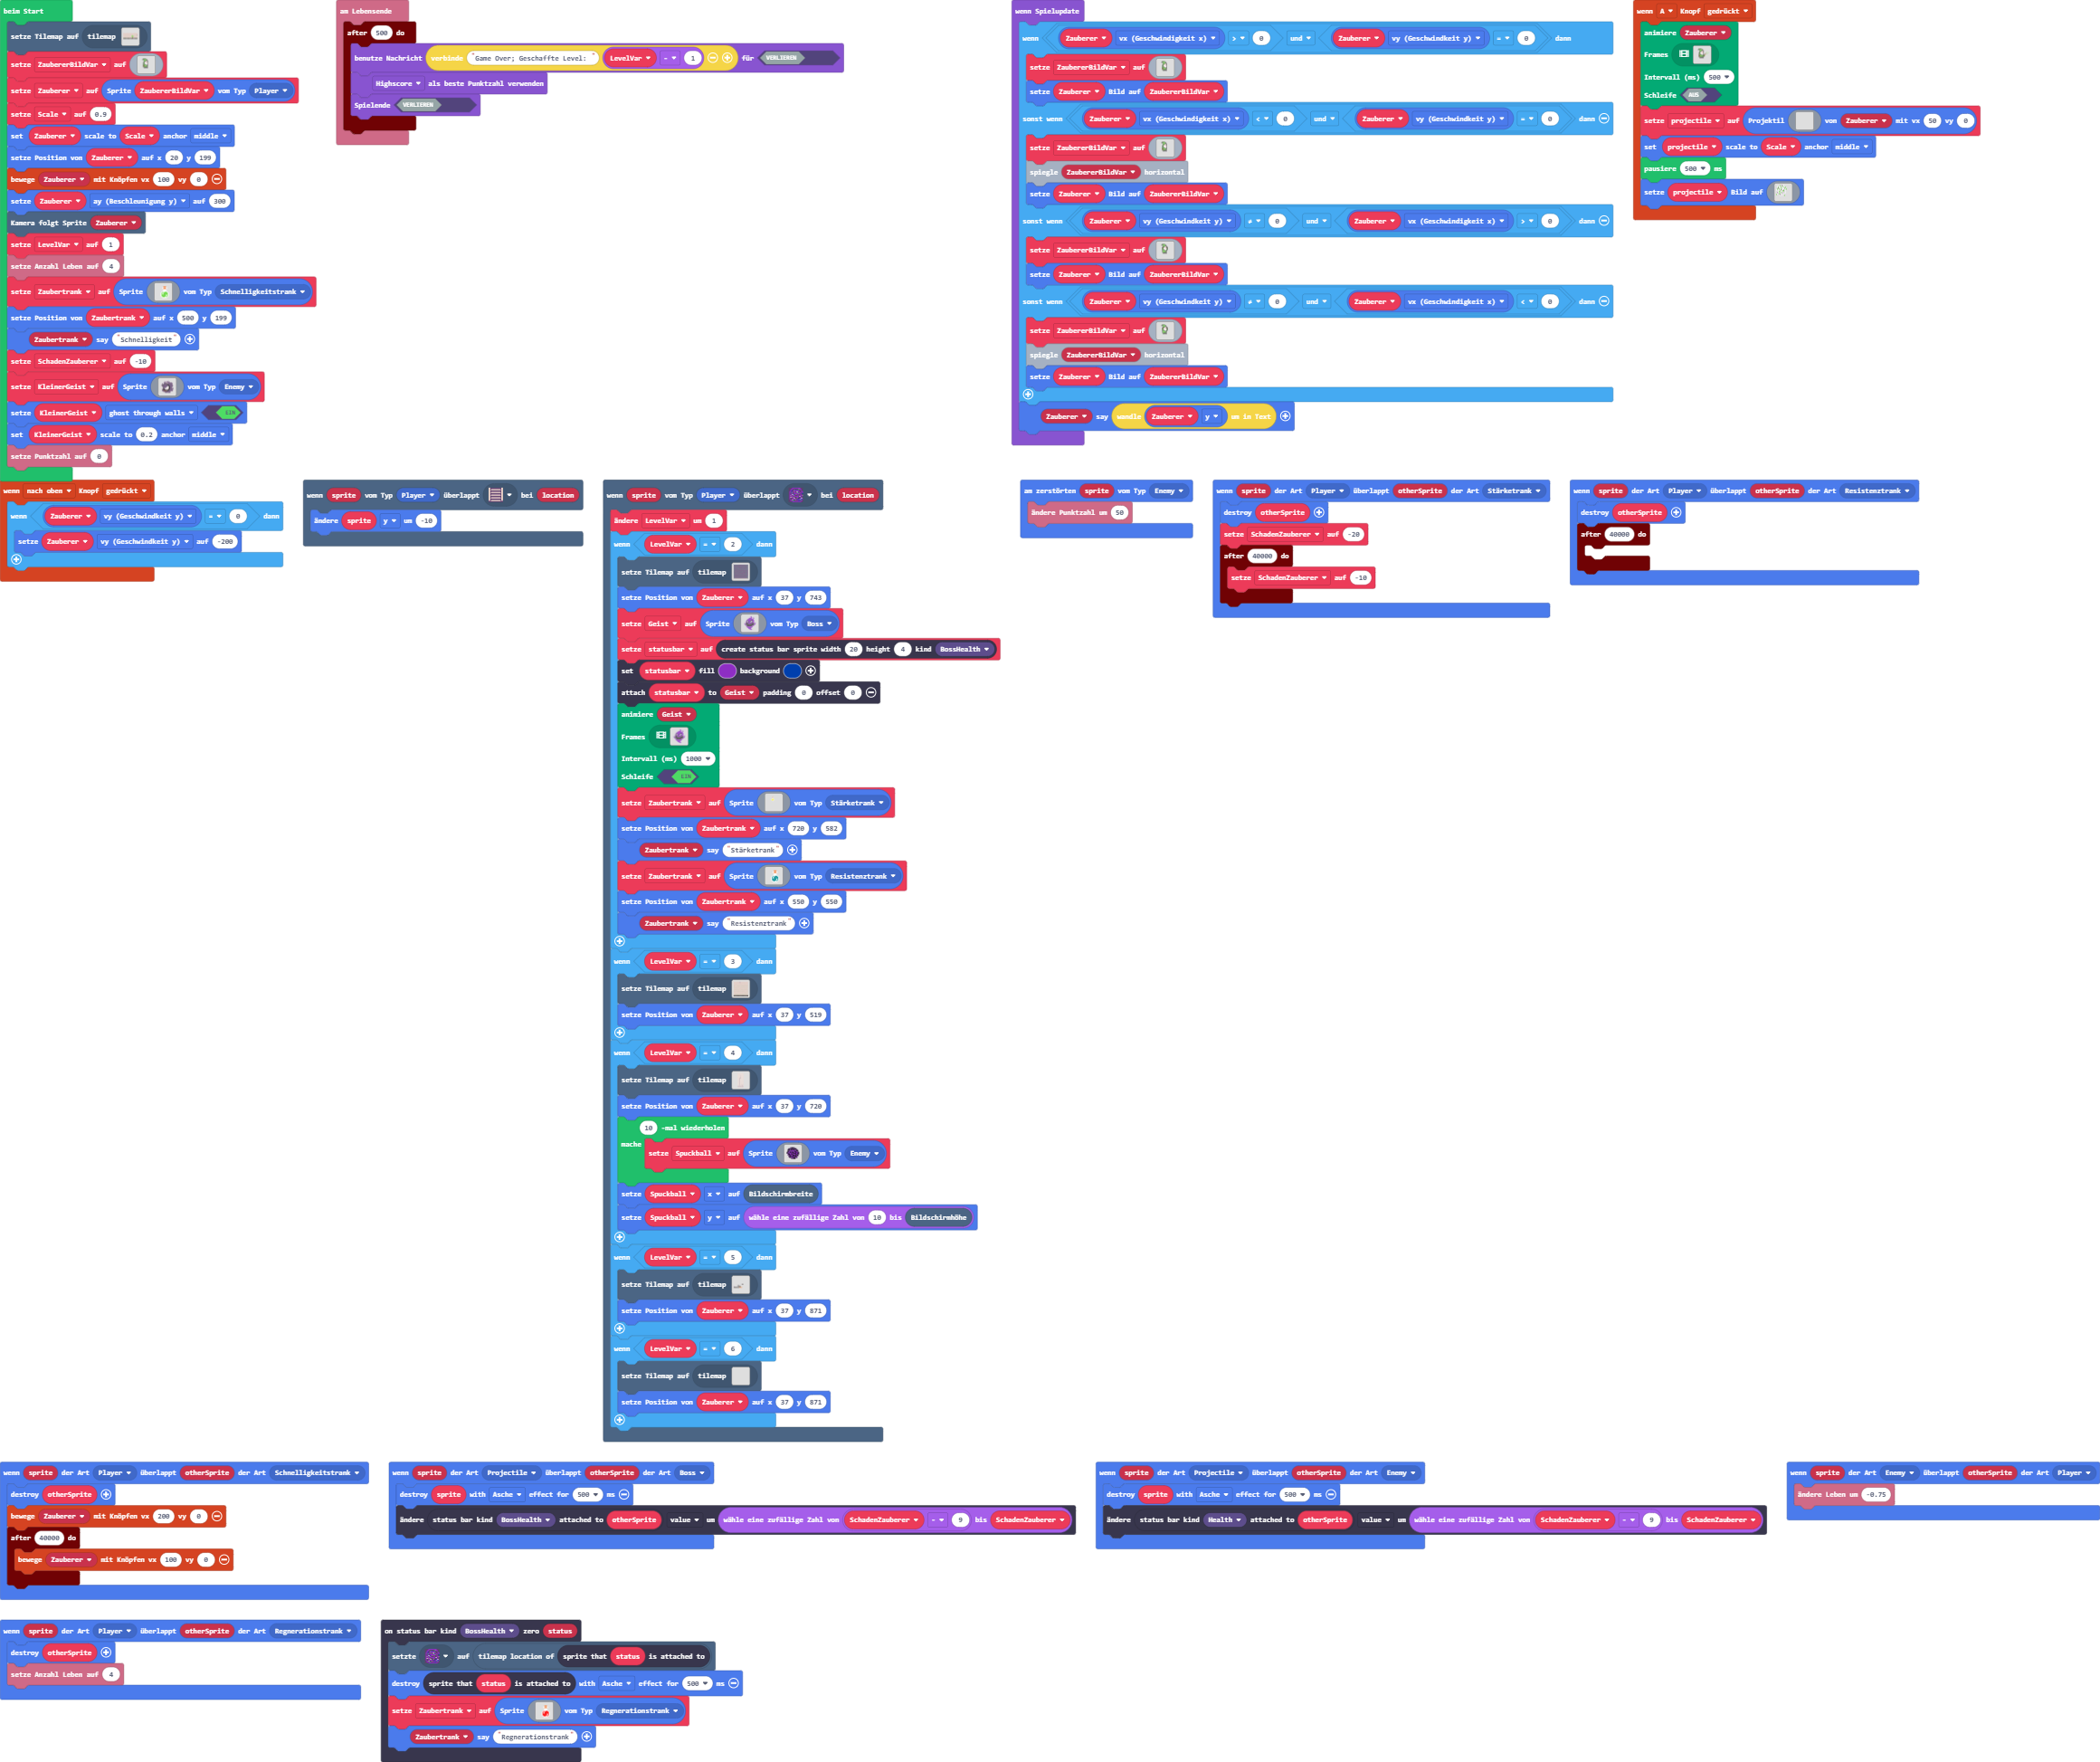 beim Start
setze Tilemap auf tilemap
setze ZaubererBildVar auf
setze Zauberer auf Sprite ZaubererBildVar vom Typ Player
setze Scale auf 0.9
set Zauberer scale to Scale anchor middle
setze Position von Zauberer auf x 20 y 199
bewege Zauberer mit Knöpfen vx 100 vy 0
setze Zauberer ay (Beschleunigung y) auf 300
Kamera folgt Sprite Zauberer
setze LevelVar auf 1
setze Anzahl Leben auf 4
setze Zaubertrank auf Sprite vom Typ Schnelligkeitstrank
setze Position von Zaubertrank auf x 500 y 199
Zaubertrank say "Schnelligkeit"
setze SchadenZauberer auf -10
setze KleinerGeist auf Sprite vom Typ Enemy
setze KleinerGeist ghost through walls EIN
set KleinerGeist scale to 0.2 anchor middle
setze Punktzahl auf 0
am Lebensende
after 500 do
benutze Nachricht verbinde "Game Over; Geschaffte Level: " LevelVar - 1 für VERLIEREN
Highscore als beste Punktzahl verwenden
Spielende VERLIEREN
wenn Spielupdate
wenn Zauberer vx (Geschwindigkeit x) > 0 und Zauberer vy (Geschwindkeit y) = 0 dann
setze ZaubererBildVar auf
setze Zauberer Bild auf ZaubererBildVar
sonst wenn Zauberer vx (Geschwindigkeit x) < 0 und Zauberer vy (Geschwindkeit y) = 0 dann
setze ZaubererBildVar auf
spiegle ZaubererBildVar horizontal
setze Zauberer Bild auf ZaubererBildVar
sonst wenn Zauberer vy (Geschwindkeit y) ≠ 0 und Zauberer vx (Geschwindigkeit x) > 0 dann
setze ZaubererBildVar auf
setze Zauberer Bild auf ZaubererBildVar
sonst wenn Zauberer vy (Geschwindkeit y) ≠ 0 und Zauberer vx (Geschwindigkeit x) < 0 dann
setze ZaubererBildVar auf
spiegle ZaubererBildVar horizontal
setze Zauberer Bild auf ZaubererBildVar
Zauberer say wandle Zauberer y um in Text
wenn A Knopf gedrückt
animiere Zauberer
Frames
Intervall (ms) 500
Schleife AUS
setze projectile auf Projektil von Zauberer mit vx 50 vy 0
set projectile scale to Scale anchor middle
pausiere 500 ms
setze projectile Bild auf
wenn nach oben Knopf gedrückt
wenn Zauberer vy (Geschwindkeit y) = 0 dann
setze Zauberer vy (Geschwindkeit y) auf -200
wenn sprite vom Typ Player überlappt bei location
ändere sprite y um -10
wenn sprite vom Typ Player überlappt bei location
ändere LevelVar um 1
wenn LevelVar = 2 dann
setze Tilemap auf tilemap
setze Position von Zauberer auf x 37 y 743
setze Geist auf Sprite vom Typ Boss
setze statusbar auf create status bar sprite width 20 height 4 kind BossHealth
set statusbar fill background
attach statusbar to Geist padding 0 offset 0
animiere Geist
Frames
Intervall (ms) 1000
Schleife EIN
setze Zaubertrank auf Sprite vom Typ Stärketrank
setze Position von Zaubertrank auf x 720 y 582
Zaubertrank say "Stärketrank"
setze Zaubertrank auf Sprite vom Typ Resistenztrank
setze Position von Zaubertrank auf x 550 y 550
Zaubertrank say "Resistenztrank"
wenn LevelVar = 3 dann
setze Tilemap auf tilemap
setze Position von Zauberer auf x 37 y 519
wenn LevelVar = 4 dann
setze Tilemap auf tilemap
setze Position von Zauberer auf x 37 y 720
10 -mal wiederholen
mache setze Spuckball auf Sprite vom Typ Enemy
setze Spuckball x auf Bildschirmbreite
setze Spuckball y auf wähle eine zufällige Zahl von 10 bis Bildschirmhöhe
wenn LevelVar = 5 dann
setze Tilemap auf tilemap
setze Position von Zauberer auf x 37 y 871
wenn LevelVar = 6 dann
setze Tilemap auf tilemap
setze Position von Zauberer auf x 37 y 871
am zerstörten sprite vom Typ Enemy
ändere Punktzahl um 50
wenn sprite der Art Player überlappt otherSprite der Art Stärketrank
destroy otherSprite
setze SchadenZauberer auf -20
after 40000 do
setze SchadenZauberer auf -10
wenn sprite der Art Player überlappt otherSprite der Art Resistenztrank
destroy otherSprite
after 40000 do
wenn sprite der Art Player überlappt otherSprite der Art Schnelligkeitstrank
destroy otherSprite
bewege Zauberer mit Knöpfen vx 200 vy 0
after 40000 do
bewege Zauberer mit Knöpfen vx 100 vy 0
wenn sprite der Art Projectile überlappt otherSprite der Art Boss
destroy sprite with Asche effect for 500 ms
ändere status bar kind BossHealth attached to otherSprite value um wähle eine zufällige Zahl von SchadenZauberer - 9 bis SchadenZauberer
wenn sprite der Art Projectile überlappt otherSprite der Art Enemy
destroy sprite with Asche effect for 500 ms
ändere status bar kind Health attached to otherSprite value um wähle eine zufällige Zahl von SchadenZauberer - 9 bis SchadenZauberer
wenn sprite der Art Enemy überlappt otherSprite der Art Player
ändere Leben um -0.75
wenn sprite der Art Player überlappt otherSprite der Art Regnerationstrank
destroy otherSprite
setze Anzahl Leben auf 4
on status bar kind BossHealth zero status
setzte auf tilemap location of sprite that status is attached to
destroy sprite that status is attached to with Asche effect for 500 ms
setze Zaubertrank auf Sprite vom Typ Regnerationstrank
Zaubertrank say "Regnerationstrank"